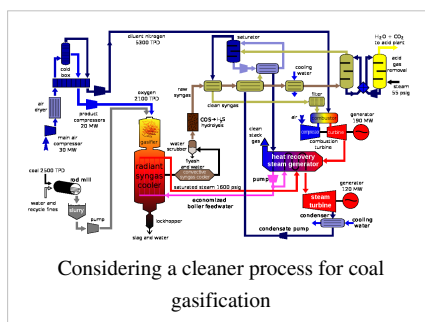 diluent nitrogen
5300 TPD
saturator
H₂O + CO₂
to acid plant
cold
box
cooling
water
acid
gas
removal
oxygen
2100 TPD
raw
syngas
clean syngas
steam
55 psig
air
dryer
product
compressors
20 MW
gasifier
COS→H₂S
hydrolysis
filter
air
combustor
generator
190 MW
clean
stack
gas
compressor
turbine
combustion
turbine
main air
compressor
30 MW
water
scrubber
radiant
syngas
cooler
flyash and
water
heat recovery
steam generator
convective
syngas cooler
coal 2500 TPD
rod mill
saturated steam 1600 psig
pump
generator
120 MW
water and
recycle fines
slurry
pump
economized
boiler feedwater
steam
turbine
lockhopper
condenser
cooling
water
slag and water
condensate pump
Considering a cleaner process for coal
gasification